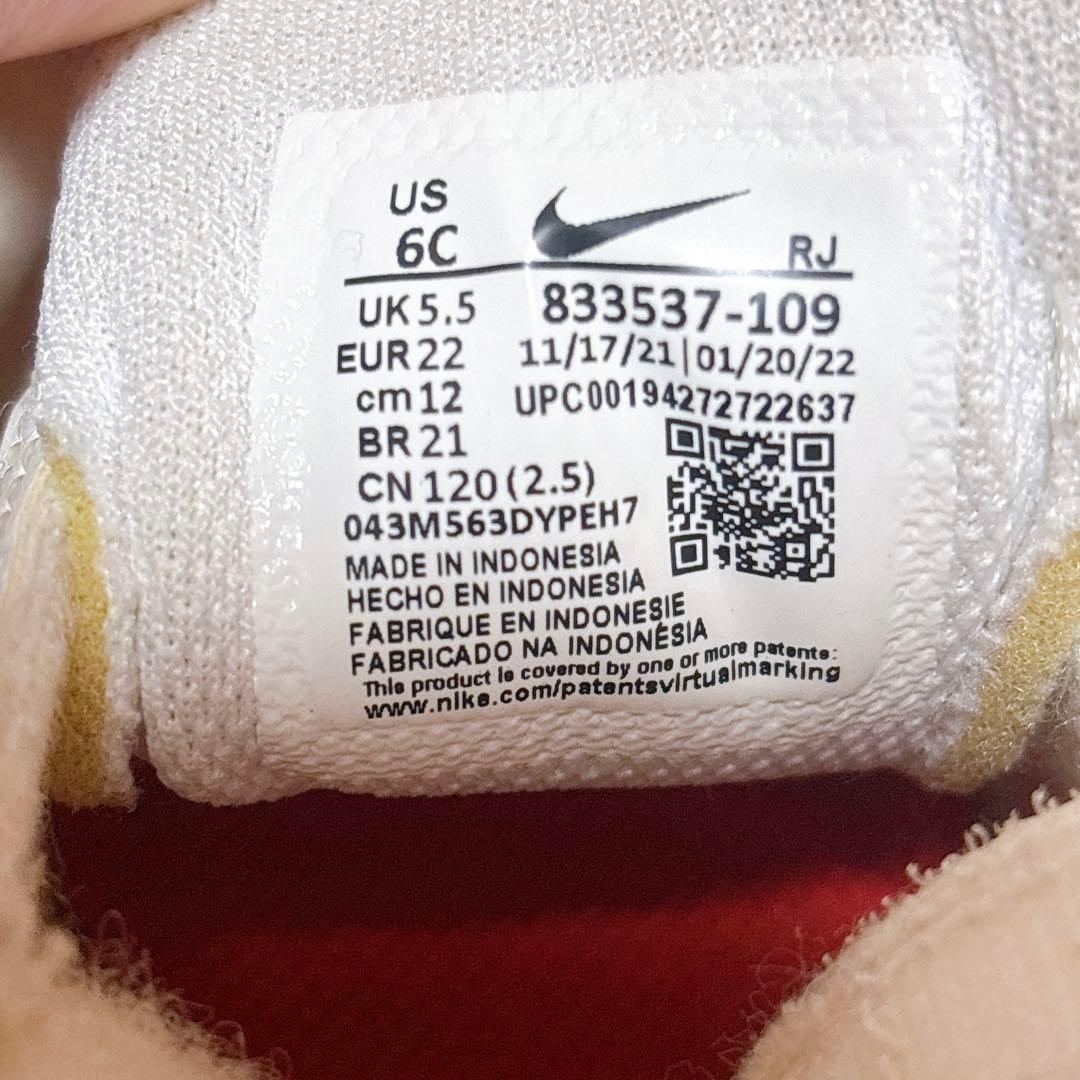 US
6C
RJ
UK 5.5
833537-109
EUR 22
11/17/21|01/20/22
cm 12
UPC00194272722637
BR 21
CN 120 (2.5)
043M563DYPEH7
MADE IN INDONESIA
HECHO EN INDONESIA
FABRIQUE EN INDONESIE
FABRICADO NA INDONÉSIA
This product is covered by one or more patents:
www.nike.com/patentsvirtualmarking